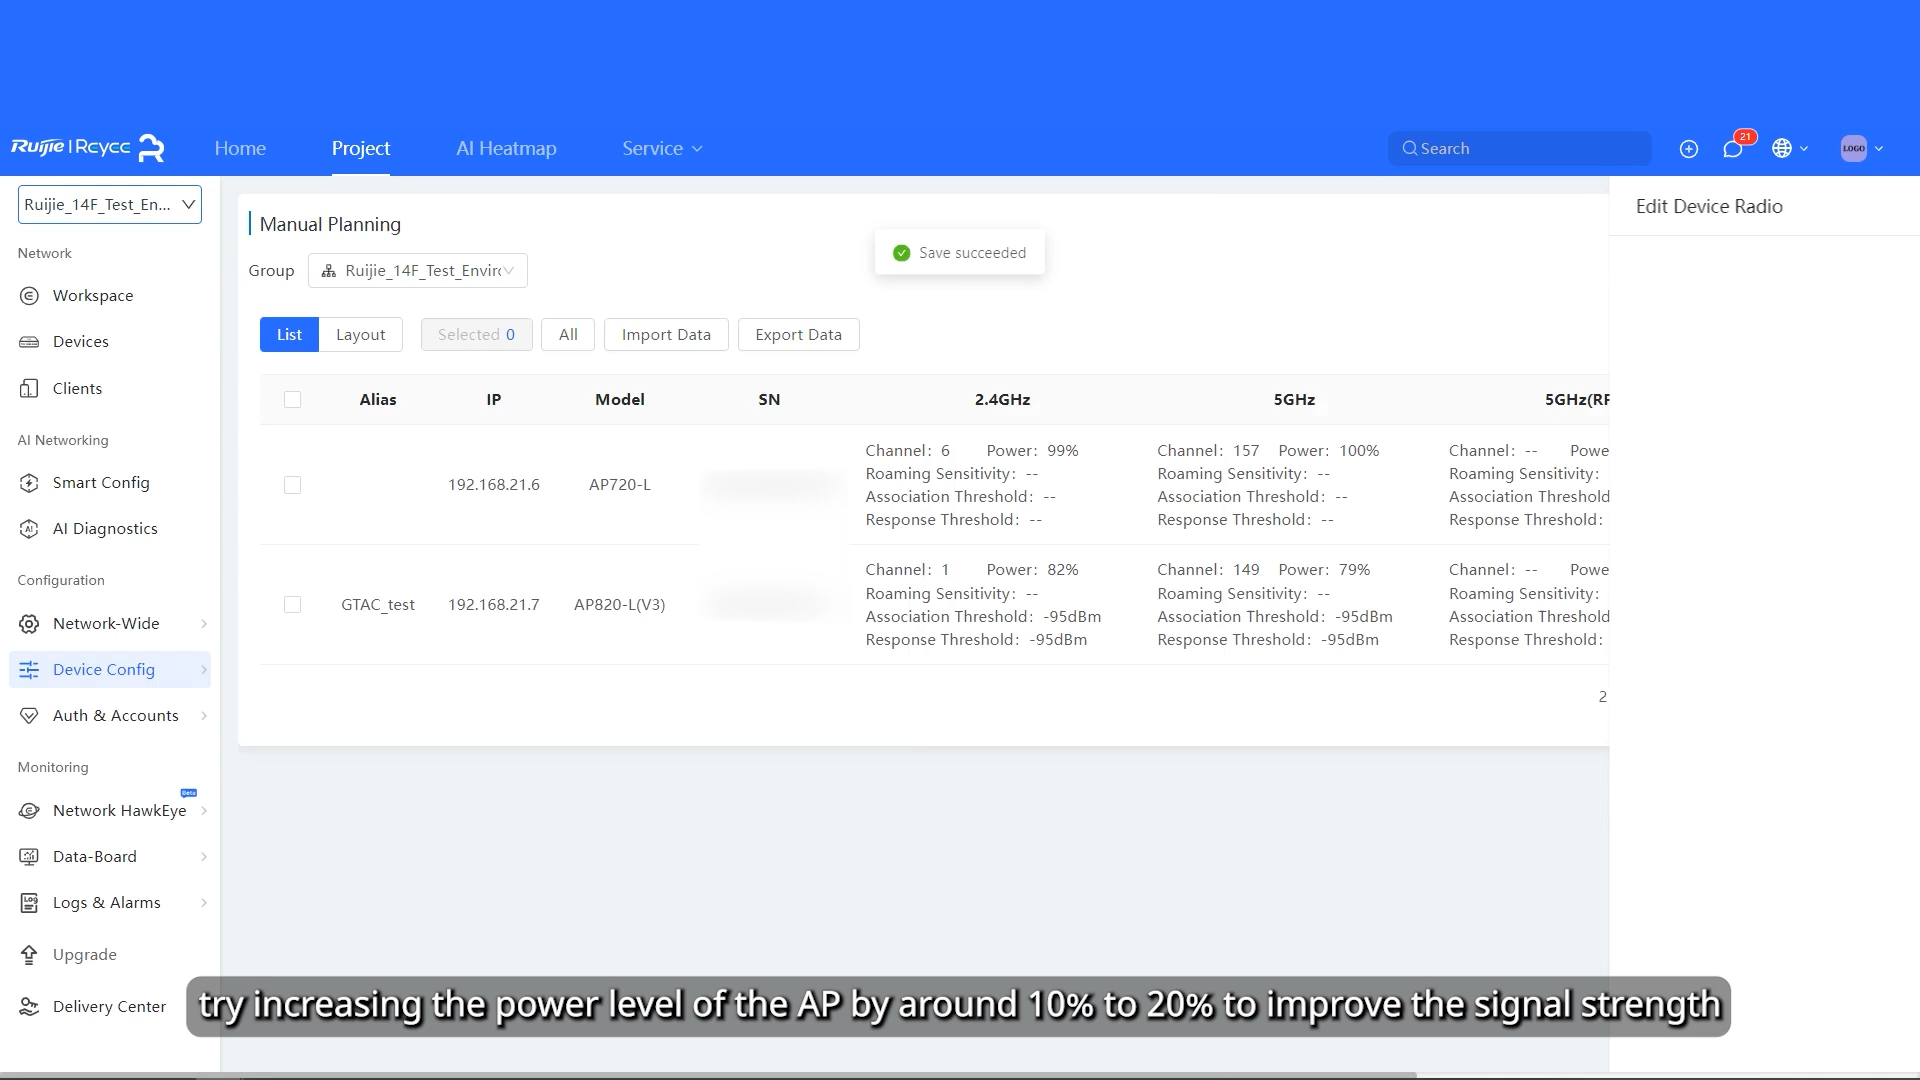 Ruijie | Rcycc
Home
Project
AI Heatmap
Service
Search
21
LOGO
Ruijie_14F_Test_En...
Network
Workspace
Devices
Clients
AI Networking
Smart Config
AI Diagnostics
Configuration
Network-Wide
Device Config
Auth & Accounts
Monitoring
Beta
Network HawkEye
Data-Board
Logs & Alarms
Upgrade
Delivery Center
Manual Planning
Save succeeded
Group Ruijie_14F_Test_Enviro
List Layout Selected 0 All Import Data Export Data
Alias IP Model SN 2.4GHz 5GHz 5GHz(RF
192.168.21.6 AP720-L
Channel: 6 Power: 99%
Roaming Sensitivity: --
Association Threshold: --
Response Threshold: --
Channel: 157 Power: 100%
Roaming Sensitivity: --
Association Threshold: --
Response Threshold: --
Channel: -- Powe
Roaming Sensitivity:
Association Threshold
Response Threshold:
GTAC_test 192.168.21.7 AP820-L(V3)
Channel: 1 Power: 82%
Roaming Sensitivity: --
Association Threshold: -95dBm
Response Threshold: -95dBm
Channel: 149 Power: 79%
Roaming Sensitivity: --
Association Threshold: -95dBm
Response Threshold: -95dBm
Channel: -- Powe
Roaming Sensitivity:
Association Threshold
Response Threshold:
2
Edit Device Radio
try increasing the power level of the AP by around 10% to 20% to improve the signal strength